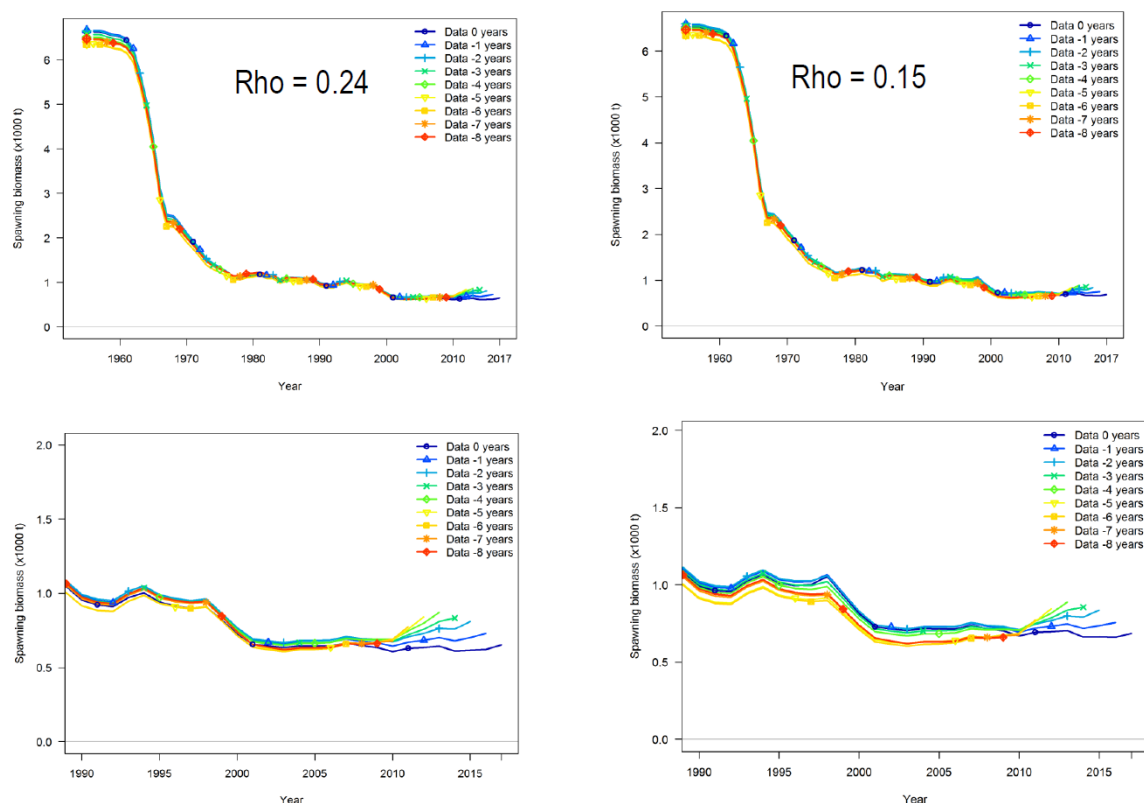 Rho = 0.24
Spawning biomass (x1000 t)
6
5
4
3
2
1
0
Data 0 years
Data -1 years
Data -2 years
Data -3 years
Data -4 years
Data -5 years
Data -6 years
Data -7 years
Data -8 years
1960 1970 1980 1990 2000 2010 2017
Year
Rho = 0.15
Spawning biomass (x1000 t)
6
5
4
3
2
1
0
Data 0 years
Data -1 years
Data -2 years
Data -3 years
Data -4 years
Data -5 years
Data -6 years
Data -7 years
Data -8 years
1960 1970 1980 1990 2000 2010 2017
Year
Spawning biomass (x1000 t)
2.0
1.5
1.0
0.5
0.0
Data 0 years
Data -1 years
Data -2 years
Data -3 years
Data -4 years
Data -5 years
Data -6 years
Data -7 years
Data -8 years
1990 1995 2000 2005 2010 2015
Year
Spawning biomass (x1000 t)
2.0
1.5
1.0
0.5
0.0
Data 0 years
Data -1 years
Data -2 years
Data -3 years
Data -4 years
Data -5 years
Data -6 years
Data -7 years
Data -8 years
1990 1995 2000 2005 2010 2015
Year